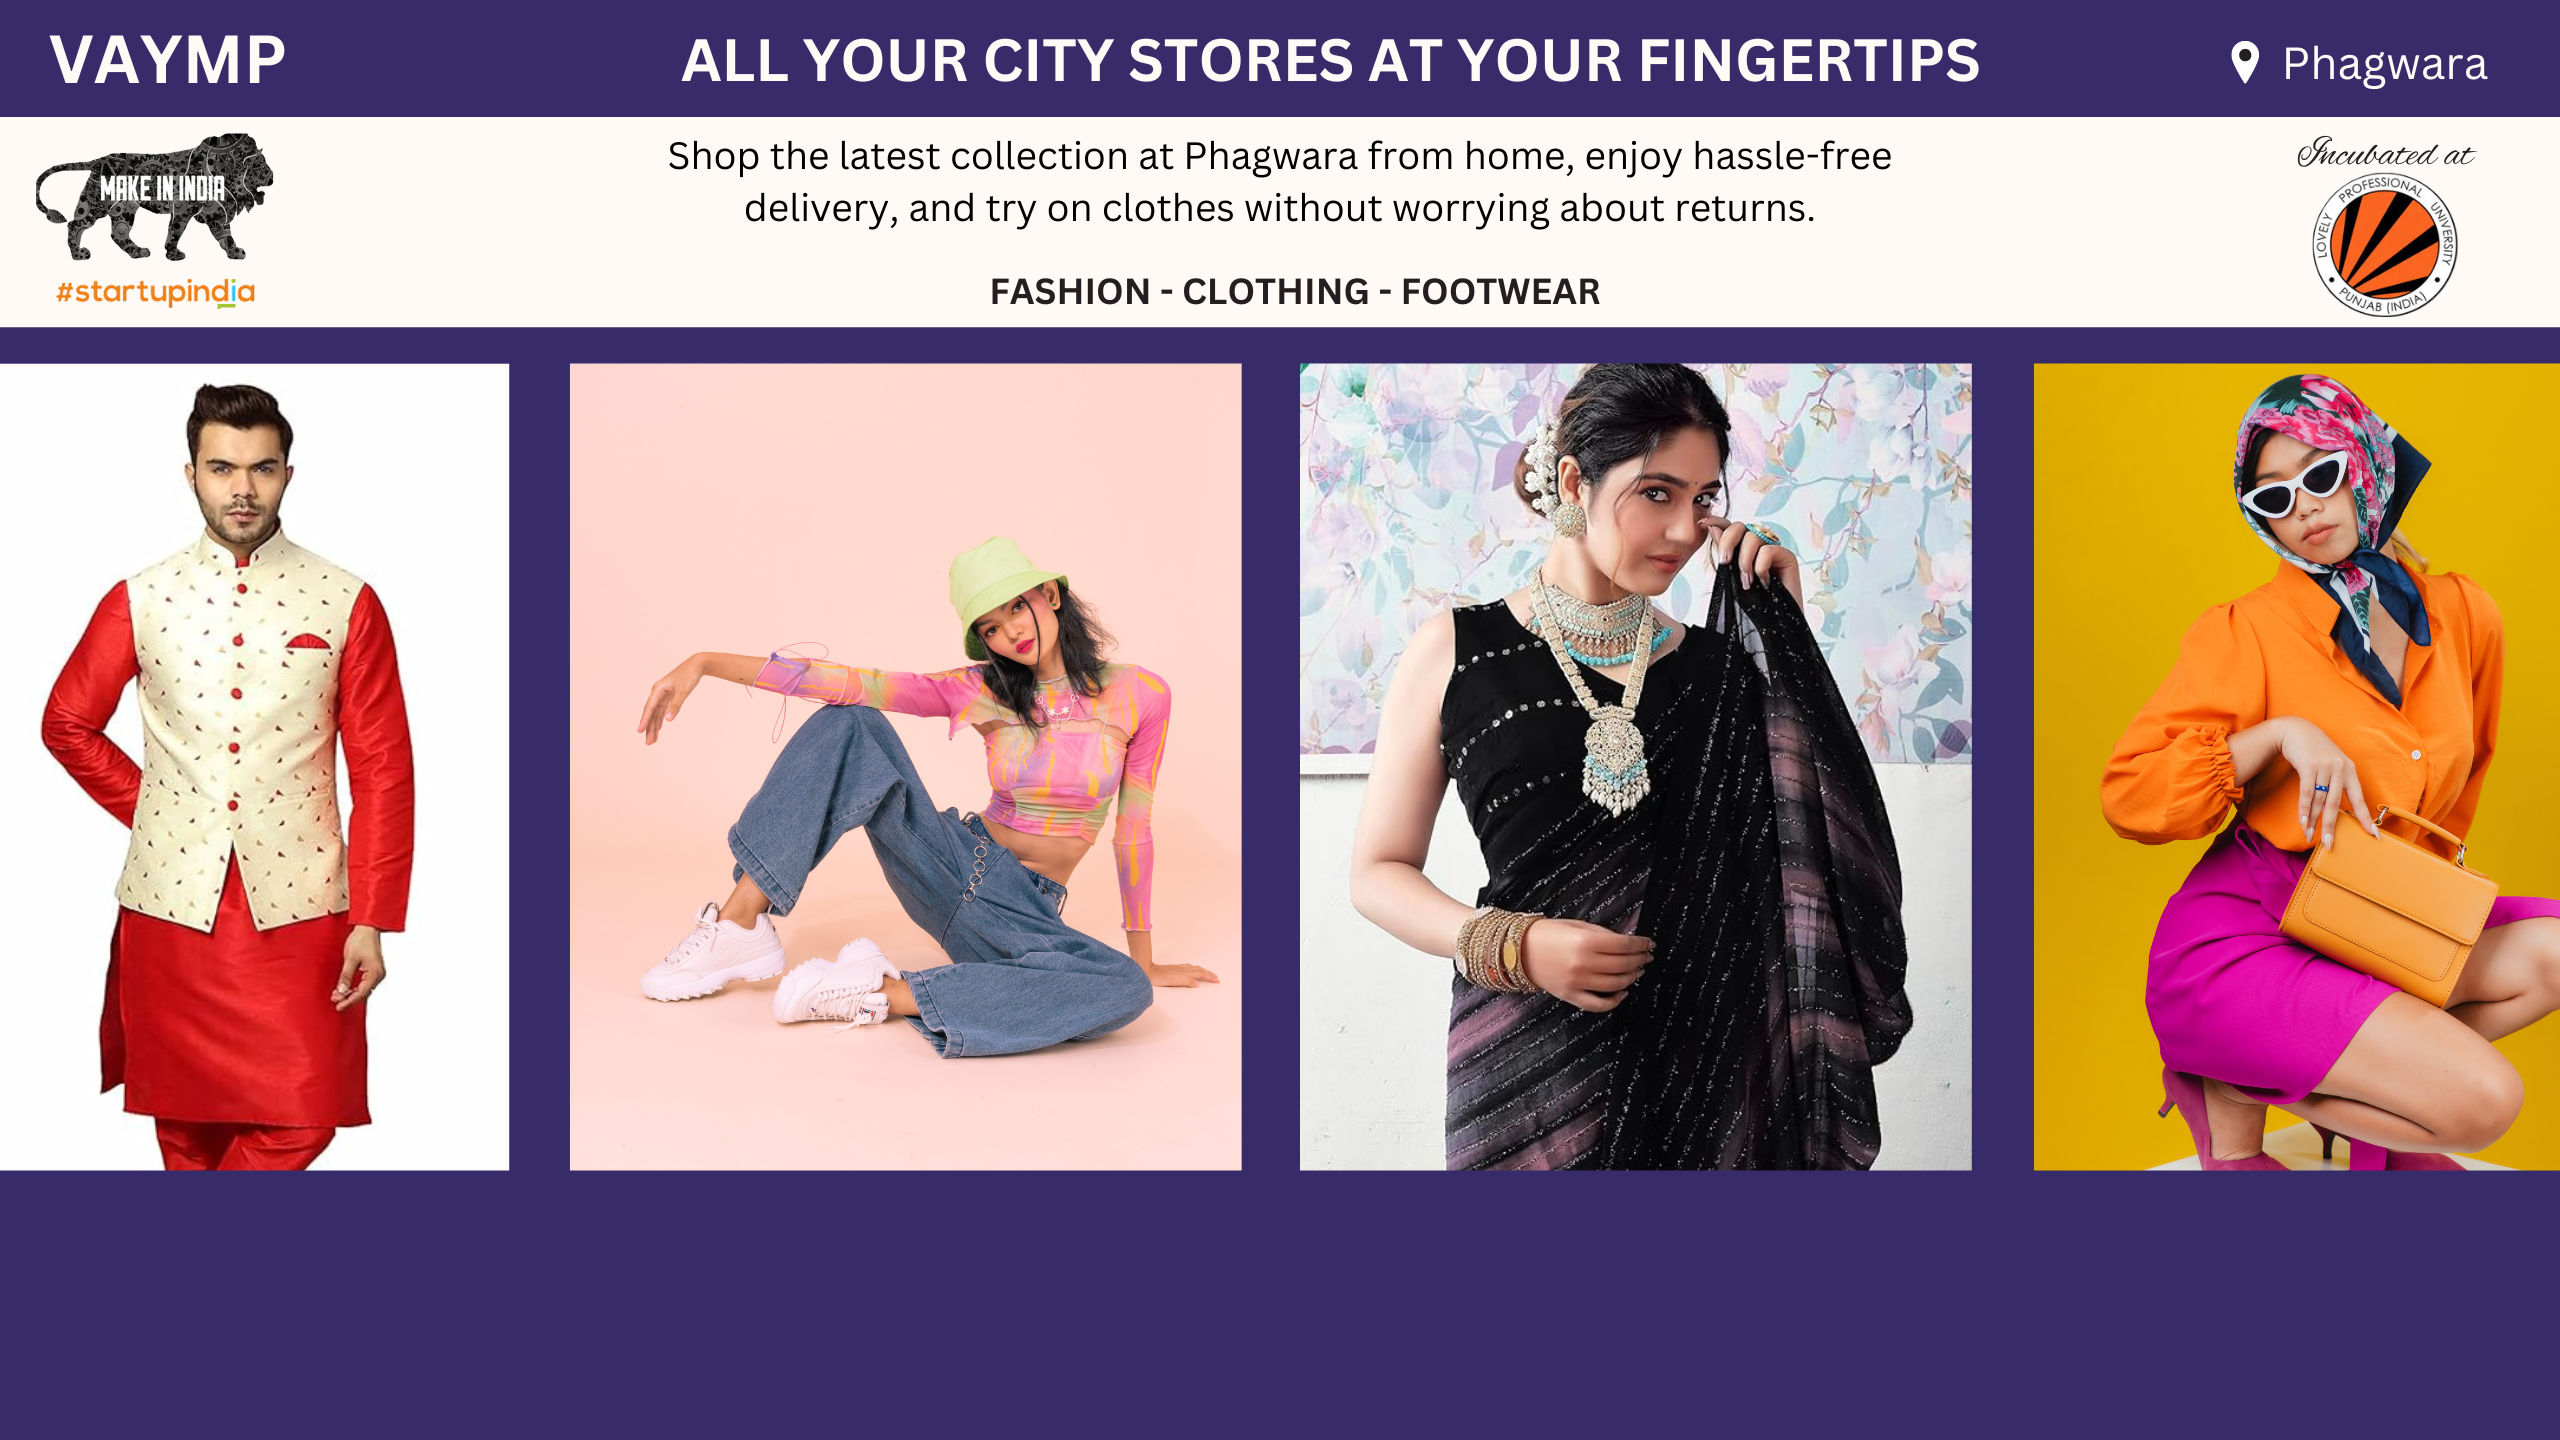 VAYMP
ALL YOUR CITY STORES AT YOUR FINGERTIPS
Phagwara
MAKE IN INDIA
#startupindia
Shop the latest collection at Phagwara from home, enjoy hassle-free
delivery, and try on clothes without worrying about returns.
FASHION - CLOTHING - FOOTWEAR
Incubated at
LOVELY PROFESSIONAL UNIVERSITY
PUNJAB (INDIA)